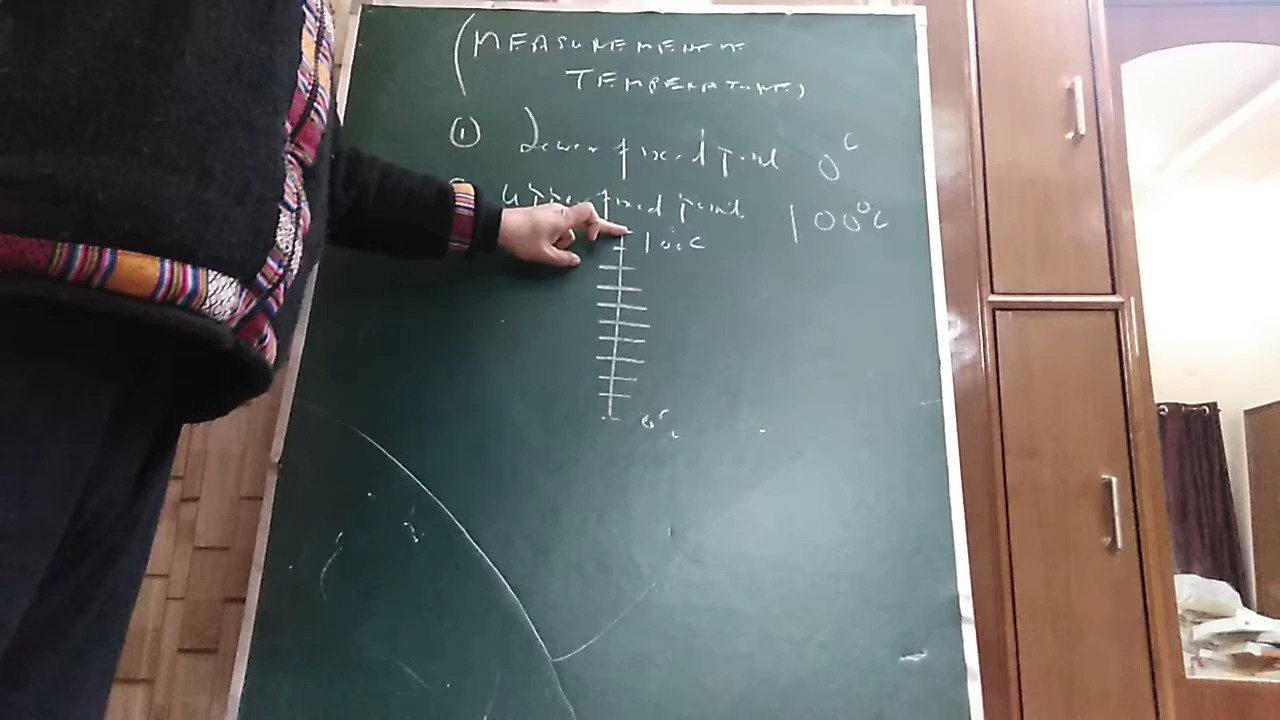 (MEASUREMENT OF
TEMPERATURE)
① Lower fixed point 0°C
upper fixed point 100°C
100°C
0°C